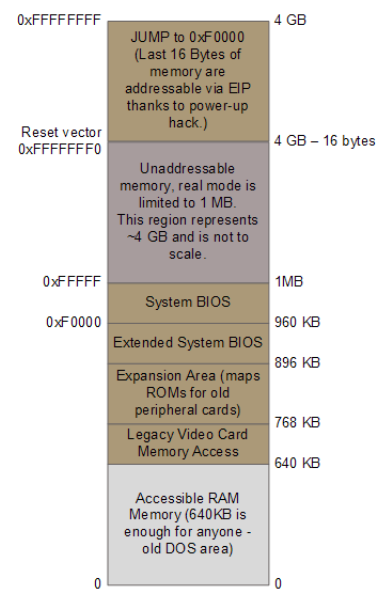 0xFFFFFFFF
4 GB
JUMP to 0xF0000
(Last 16 Bytes of
memory are
addressable via EIP
thanks to power-up
hack.)
Reset vector
0xFFFFFFF0
4 GB – 16 bytes
Unaddressable
memory, real mode is
limited to 1 MB.
This region represents
~4 GB and is not to
scale.
0xFFFFF
1MB
System BIOS
0xF0000
960 KB
Extended System BIOS
896 KB
Expansion Area (maps
ROMs for old
peripheral cards)
768 KB
Legacy Video Card
Memory Access
640 KB
Accessible RAM
Memory (640KB is
enough for anyone -
old DOS area)
0
0